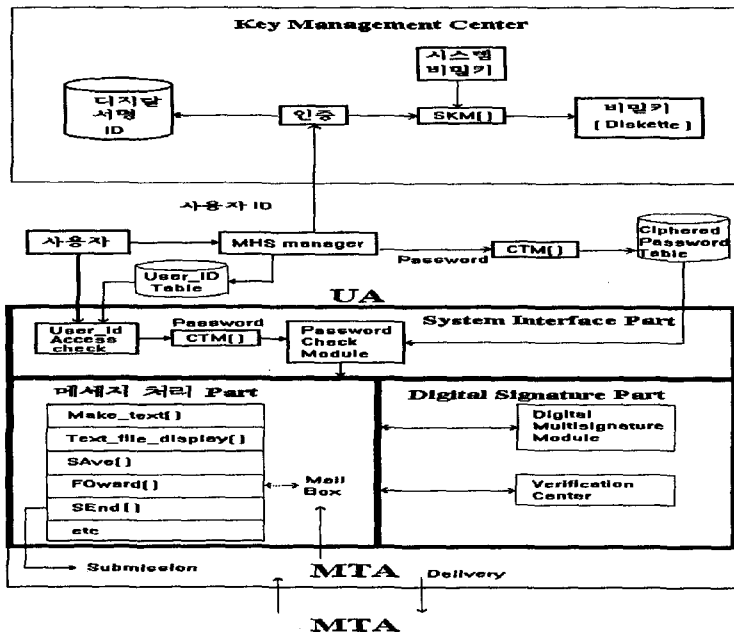 Key Management Center
시스템
비밀키
디지탈
서명
ID
인증
SKM()
비밀키
( Diskette )
사용자 ID
사용자
MHS manager
Password
CTM()
Ciphered
Password
Table
User_ID
Table
UA
System Interface Part
User_Id
Access
check
Password
CTM()
Password
Check
Module
메세지 처리 Part
Make_text()
Text_file_display()
SAve()
FOward()
SEnd()
etc
Mail
Box
Digital Signature Part
Digital
Multisignature
Module
Verification
Center
Submission
MTA
Delivery
MTA